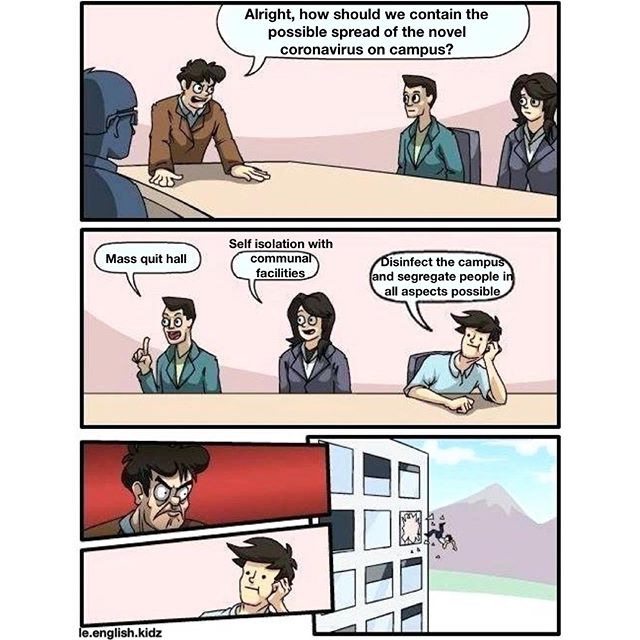 Alright, how should we contain the
possible spread of the novel
coronavirus on campus?
Mass quit hall
Self isolation with
communal
facilities
Disinfect the campus
and segregate people in
all aspects possible
le.english.kidz